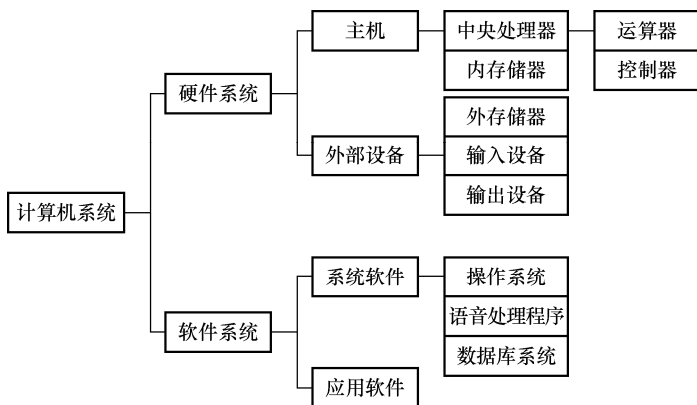 主机
中央处理器
运算器
内存储器
控制器
硬件系统
外存储器
外部设备
输入设备
输出设备
计算机系统
系统软件
操作系统
语音处理程序
软件系统
数据库系统
应用软件